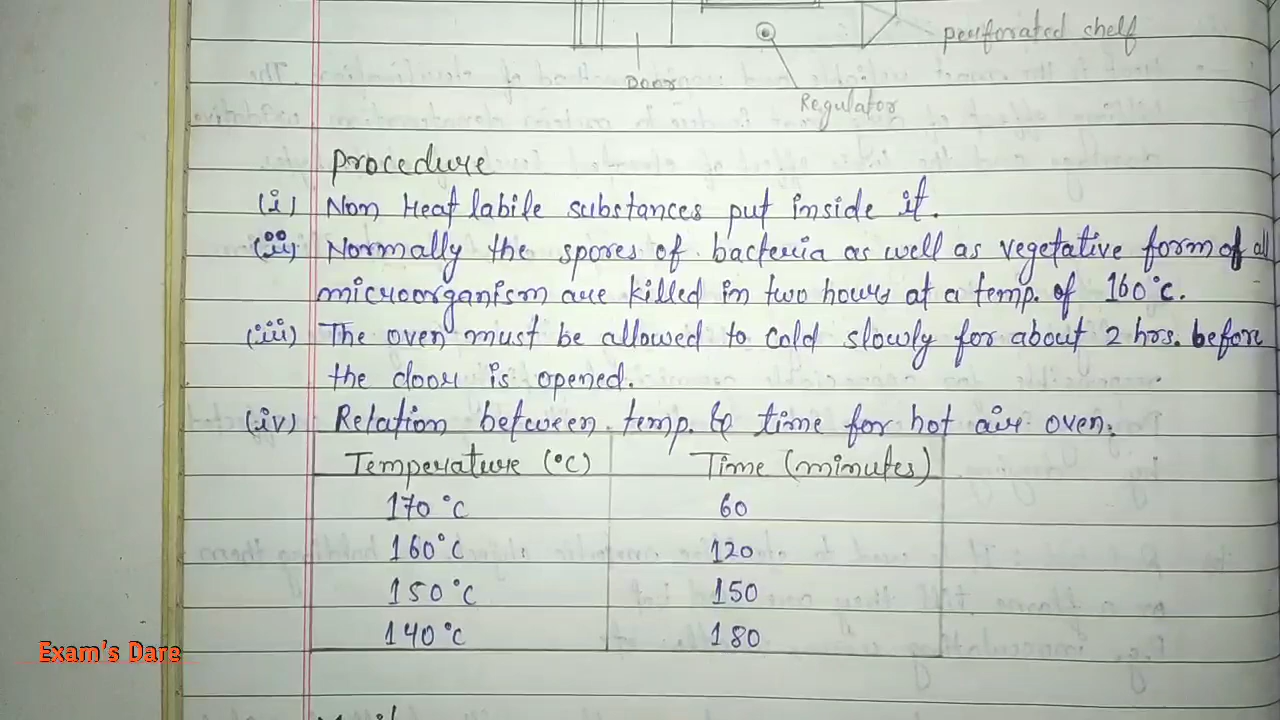 perforated shelf
Door
Regulator
Procedure
(i) Non Heat labile substances put inside it.
(ii) Normally the spores of bacteria as well as vegetative form of all
microorganism are killed in two hours at a temp. of 160°C.
(iii) The oven must be allowed to cold slowly for about 2 hrs. before
the door is opened.
(iv) Relation between temp. & time for hot air oven.
Temperature (°C) Time (minutes)
170°C 60
160°C 120
150°C 150
140°C 180
Exam's Dare